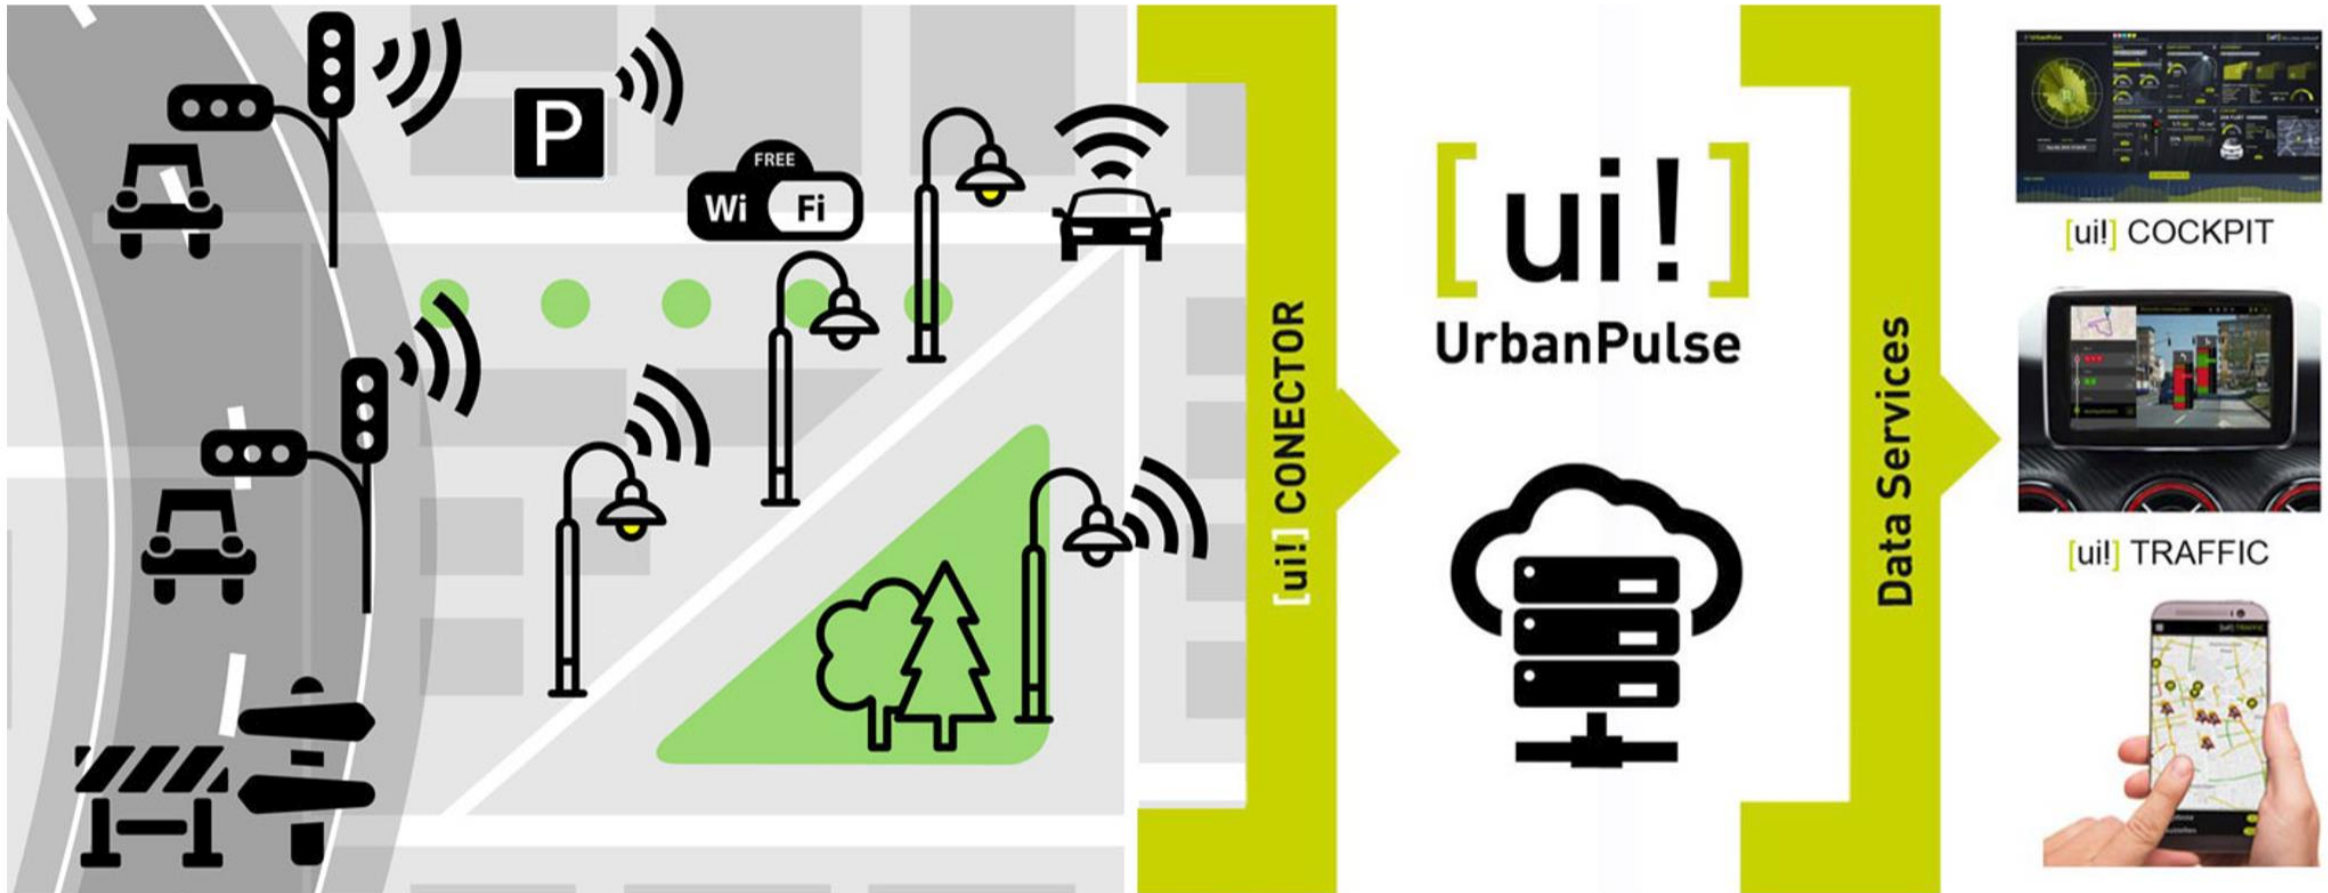 P
FREE
Wi Fi
[ui!] CONECTOR
[ui!]
UrbanPulse
Data Services
[ui!] COCKPIT
[ui!] TRAFFIC